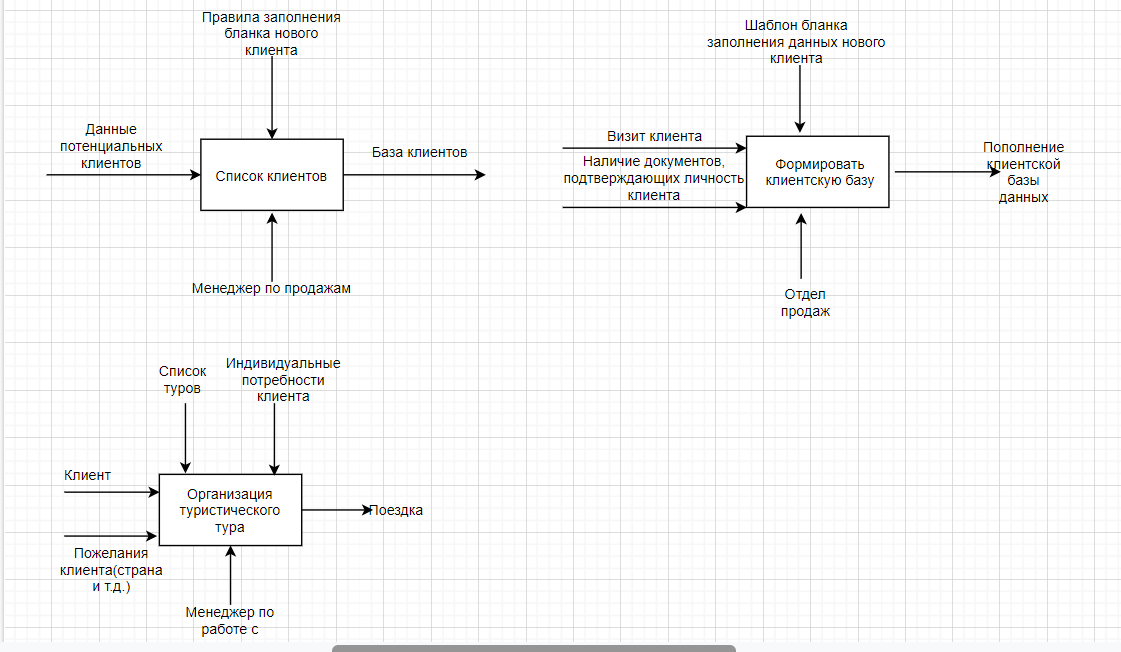 Правила заполнения
бланка нового
клиента
Данные
потенциальных
клиентов
Список клиентов
База клиентов
Менеджер по продажам
Шаблон бланка
заполнения данных нового
клиента
Визит клиента
Наличие документов,
подтверждающих личность
клиента
Формировать
клиентскую базу
Пополнение
клиентской
базы
данных
Отдел
продаж
Список
туров
Индивидуальные
потребности
клиента
Клиент
Организация
туристического
тура
Поездка
Пожелания
клиента(страна
и т.д.)
Менеджер по
работе с